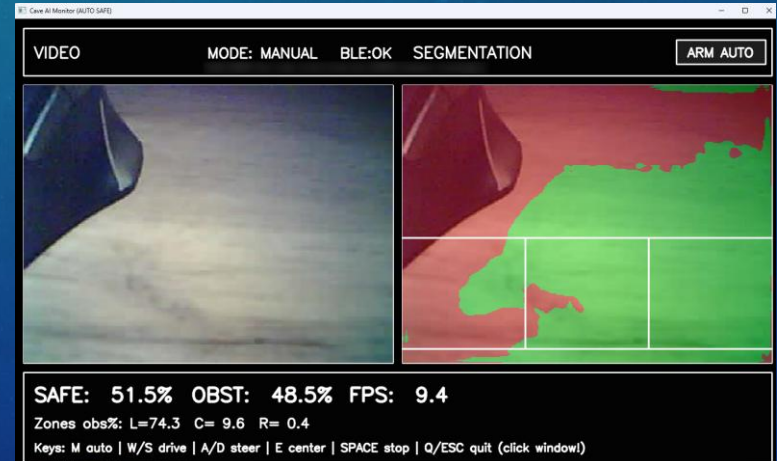 Cave AI Monitor (AUTO SAFE)
VIDEO MODE: MANUAL BLE:OK SEGMENTATION ARM AUTO
SAFE: 51.5% OBST: 48.5% FPS: 9.4
Zones obs%: L=74.3 C= 9.6 R= 0.4
Keys: M auto | W/S drive | A/D steer | E center | SPACE stop | Q/ESC quit (click window!)